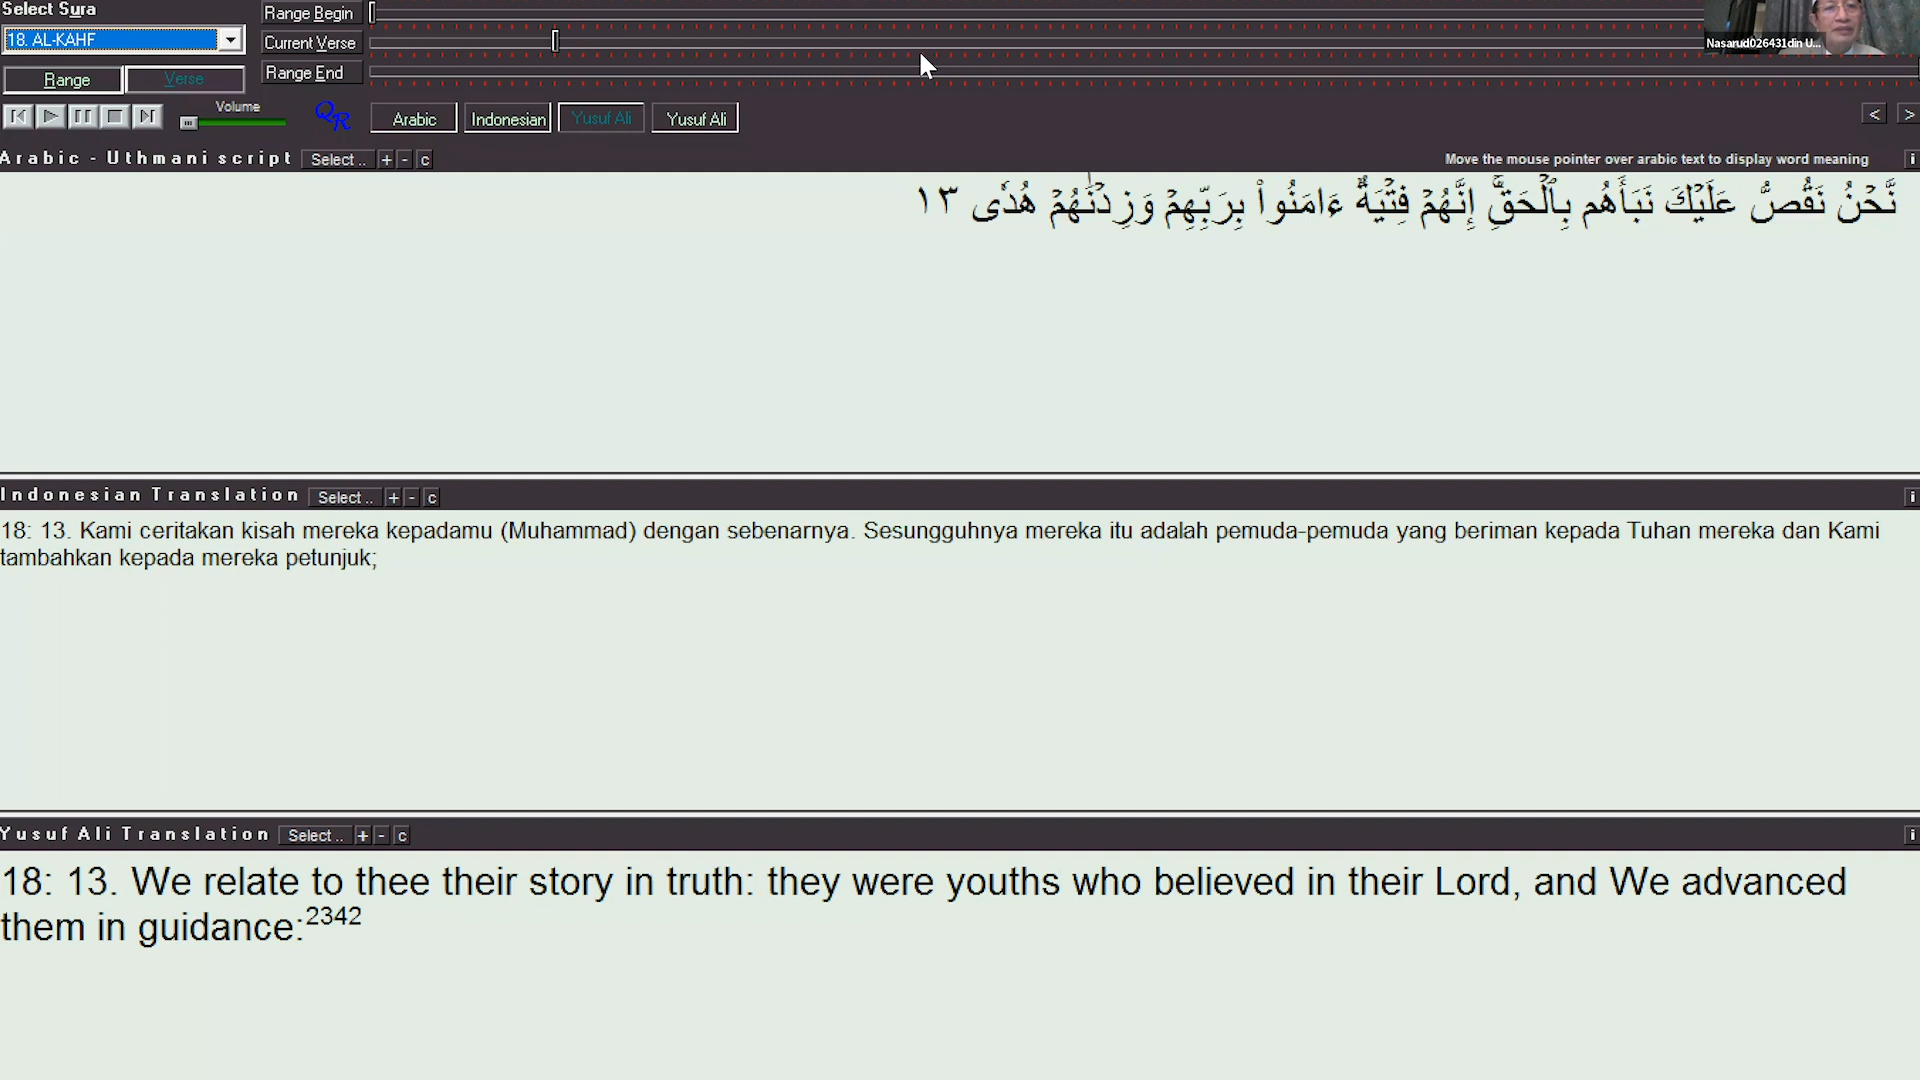 Select Sura
18. AL-KAHF
Range Verse
Range Begin
Current Verse
Range End
Nasarud026431din U...
Volume
QR
Arabic Indonesian Yusuf Ali Yusuf Ali
< >
Arabic - Uthmani script Select .. + - c Move the mouse pointer over arabic text to display word meaning i
نَّحْنُ نَقُصُّ عَلَيْكَ نَبَأَهُم بِٱلْحَقِّۚ إِنَّهُمْ فِتْيَةٌ ءَامَنُوا۟ بِرَبِّهِمْ وَزِدْنَٰهُمْ هُدًى ١٣
Indonesian Translation Select .. + - c i
18: 13. Kami ceritakan kisah mereka kepadamu (Muhammad) dengan sebenarnya. Sesungguhnya mereka itu adalah pemuda-pemuda yang beriman kepada Tuhan mereka dan Kami
tambahkan kepada mereka petunjuk;
Yusuf Ali Translation Select .. + - c i
18: 13. We relate to thee their story in truth: they were youths who believed in their Lord, and We advanced
them in guidance:2342